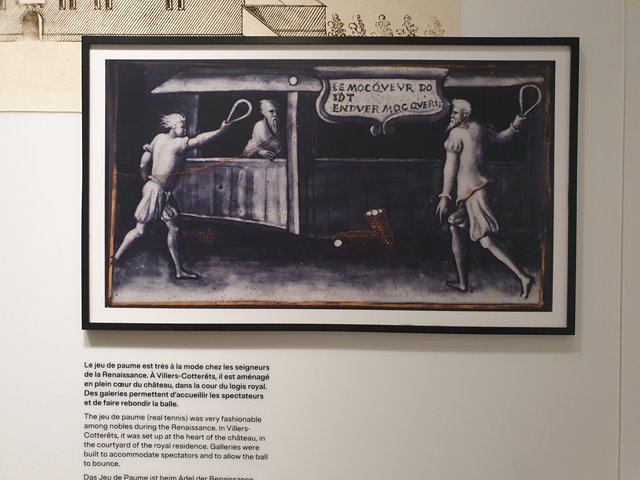 LE MOCQVEVR DO
IDT
ENDVER MOCQVERIE
Le jeu de paume est très à la mode chez les seigneurs
de la Renaissance. À Villers-Cotterêts, il est aménagé
en plein cœur du château, dans la cour du logis royal.
Des galeries permettent d'accueillir les spectateurs
et de faire rebondir la balle.
The jeu de paume (real tennis) was very fashionable
among nobles during the Renaissance. In Villers-
Cotterêts, it was set up at the heart of the château, in
the courtyard of the royal residence. Galleries were
built to accommodate spectators and to allow the ball
to bounce.
Das Jeu de Paume ist beim Adel der Renaissance